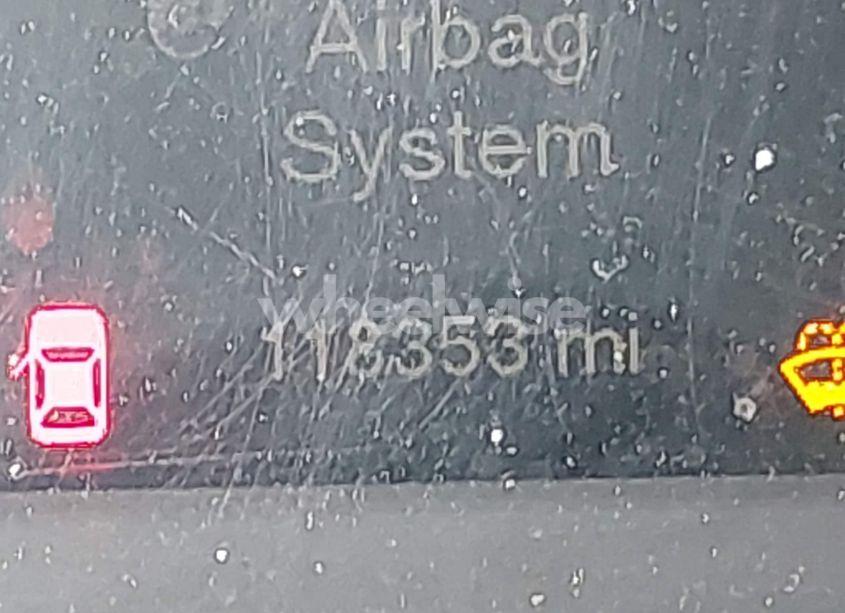 Airbag
System
wheelwise
118353 mi